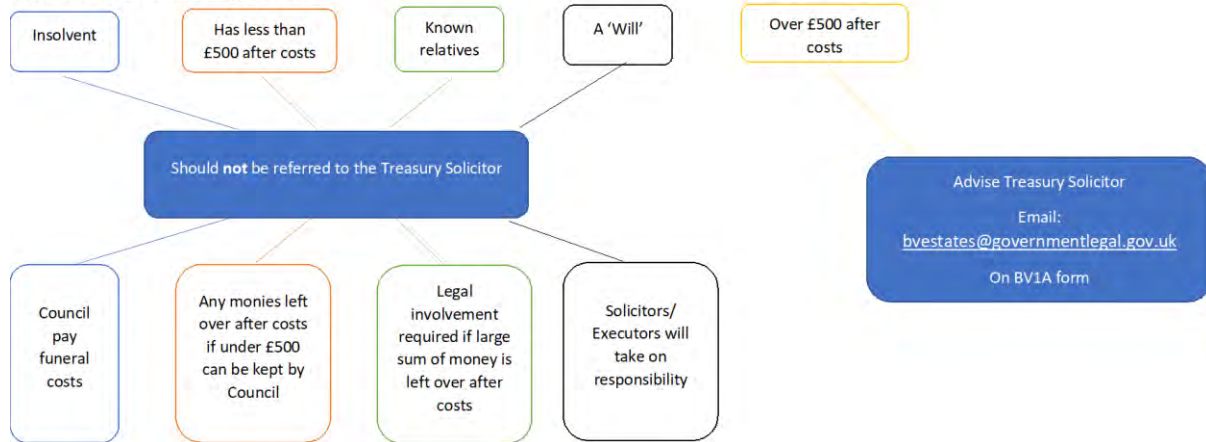 Insolvent
Has less than
£500 after costs
Known
relatives
A ‘Will’
Over £500 after
costs
Should not be referred to the Treasury Solicitor
Advise Treasury Solicitor
Email:
bvestates@governmentlegal.gov.uk
On BV1A form
Council
pay
funeral
costs
Any monies left
over after costs
if under £500
can be kept by
Council
Legal
involvement
required if large
sum of money is
left over after
costs
Solicitors/
Executors will
take on
responsibility